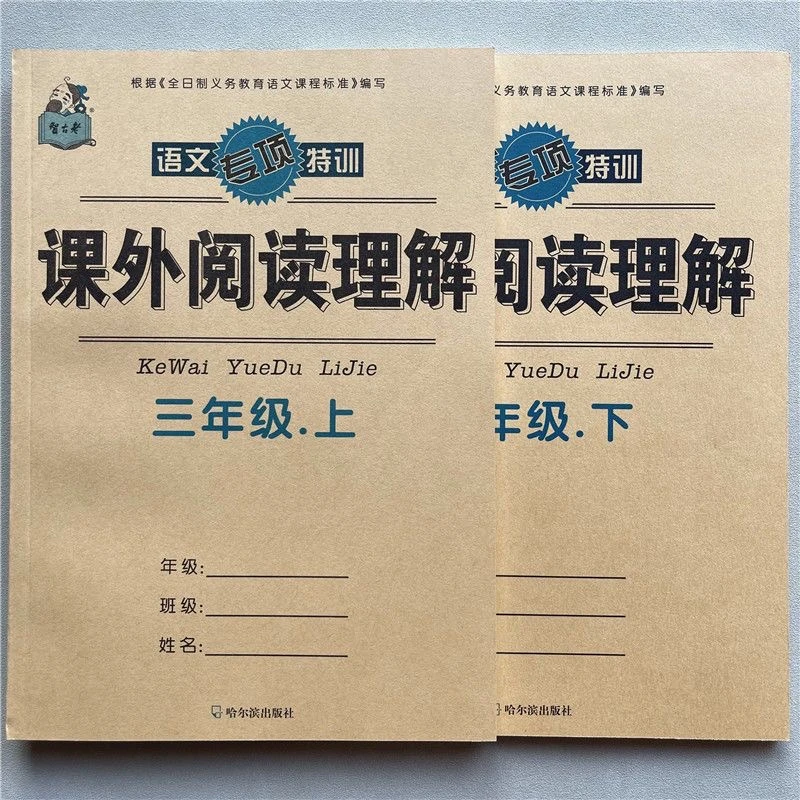 根据《全日制义务教育语文课程标准》编写
智古老
语文 专项 特训
课外阅读理解
KeWai YueDu LiJie
三年级.上
年级:
班级:
姓名:
哈尔滨出版社
义务教育语文课程标准》编写
专项 特训
阅读理解
YueDu LiJie
年级.下
哈尔滨出版社